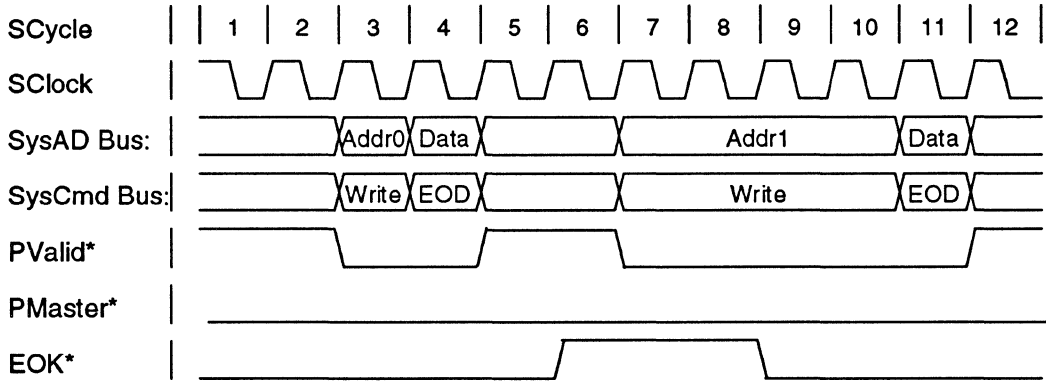 SCycle 1 2 3 4 5 6 7 8 9 10 11 12
SClock
SysAD Bus: Addr0 Data Addr1 Data
SysCmd Bus: Write EOD Write EOD
PValid*
PMaster*
EOK*